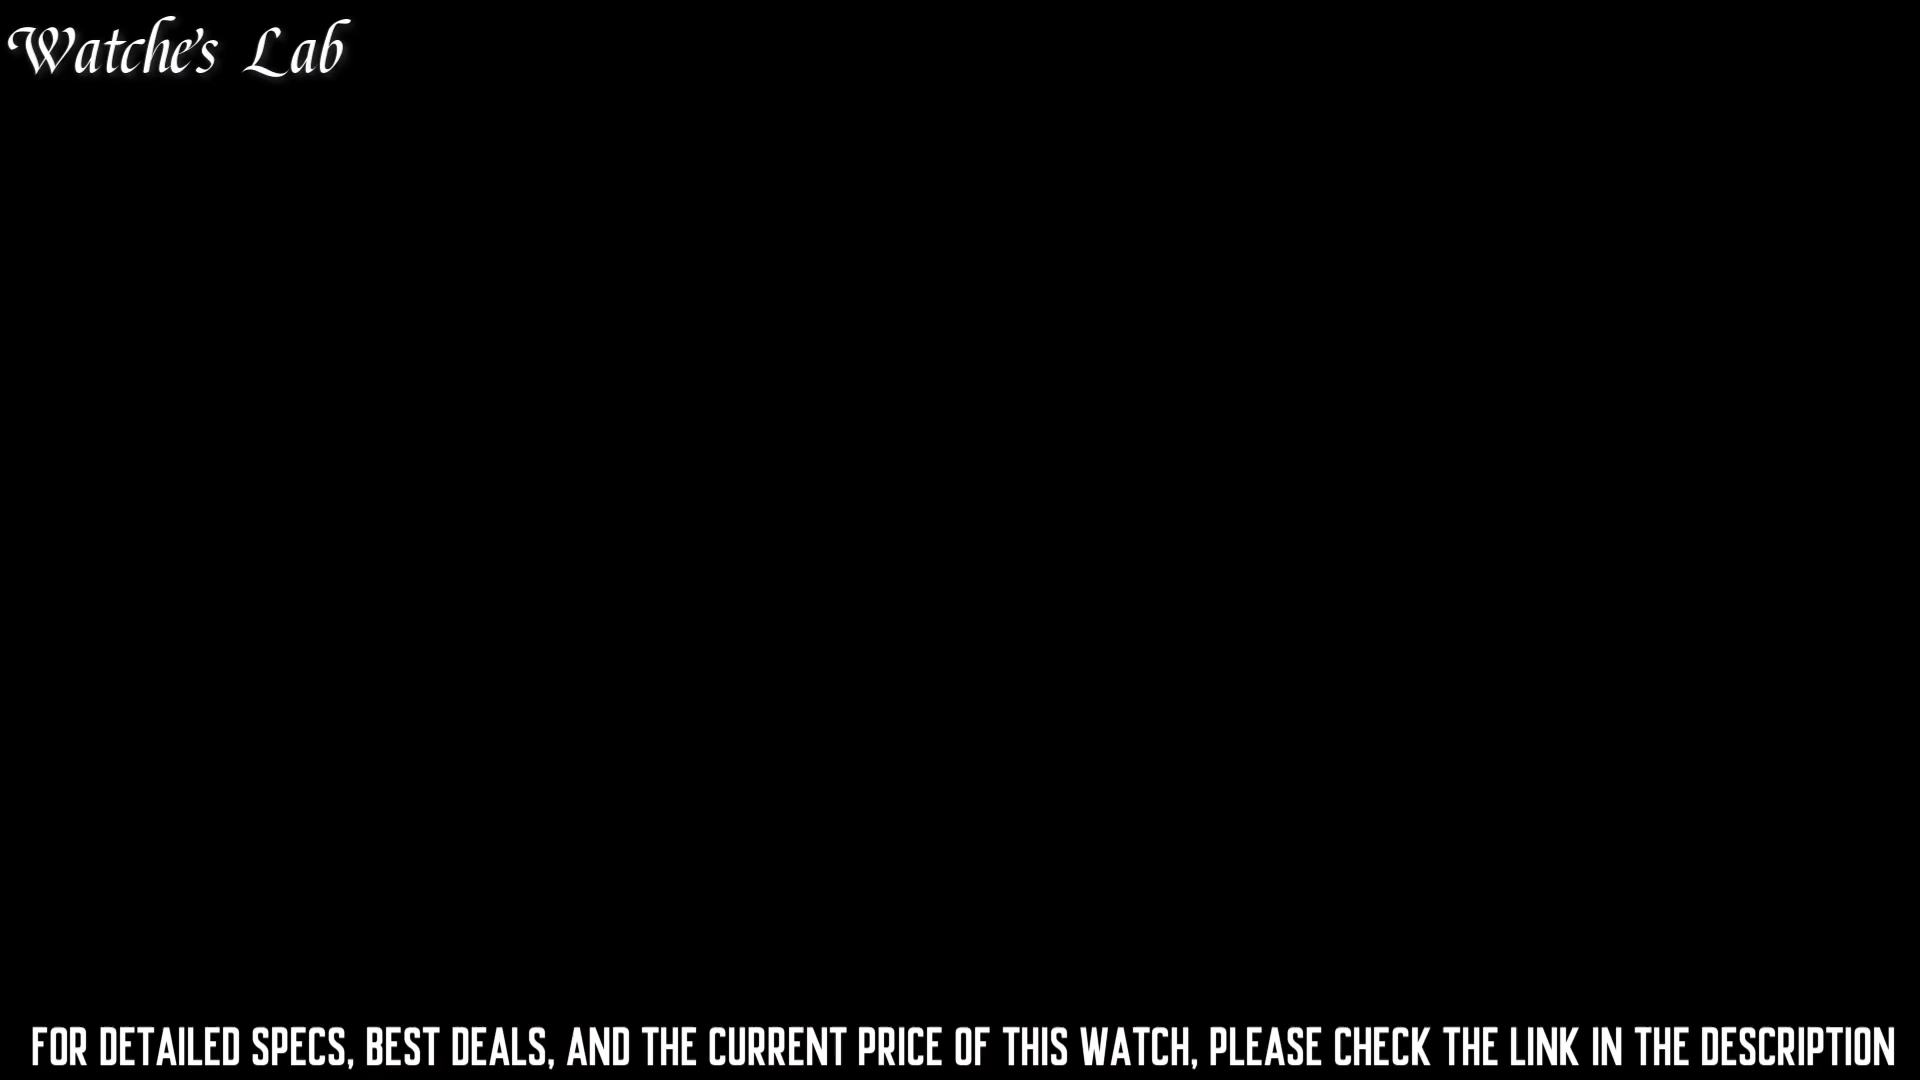 Watche's Lab
FOR DETAILED SPECS, BEST DEALS, AND THE CURRENT PRICE OF THIS WATCH, PLEASE CHECK THE LINK IN THE DESCRIPTION